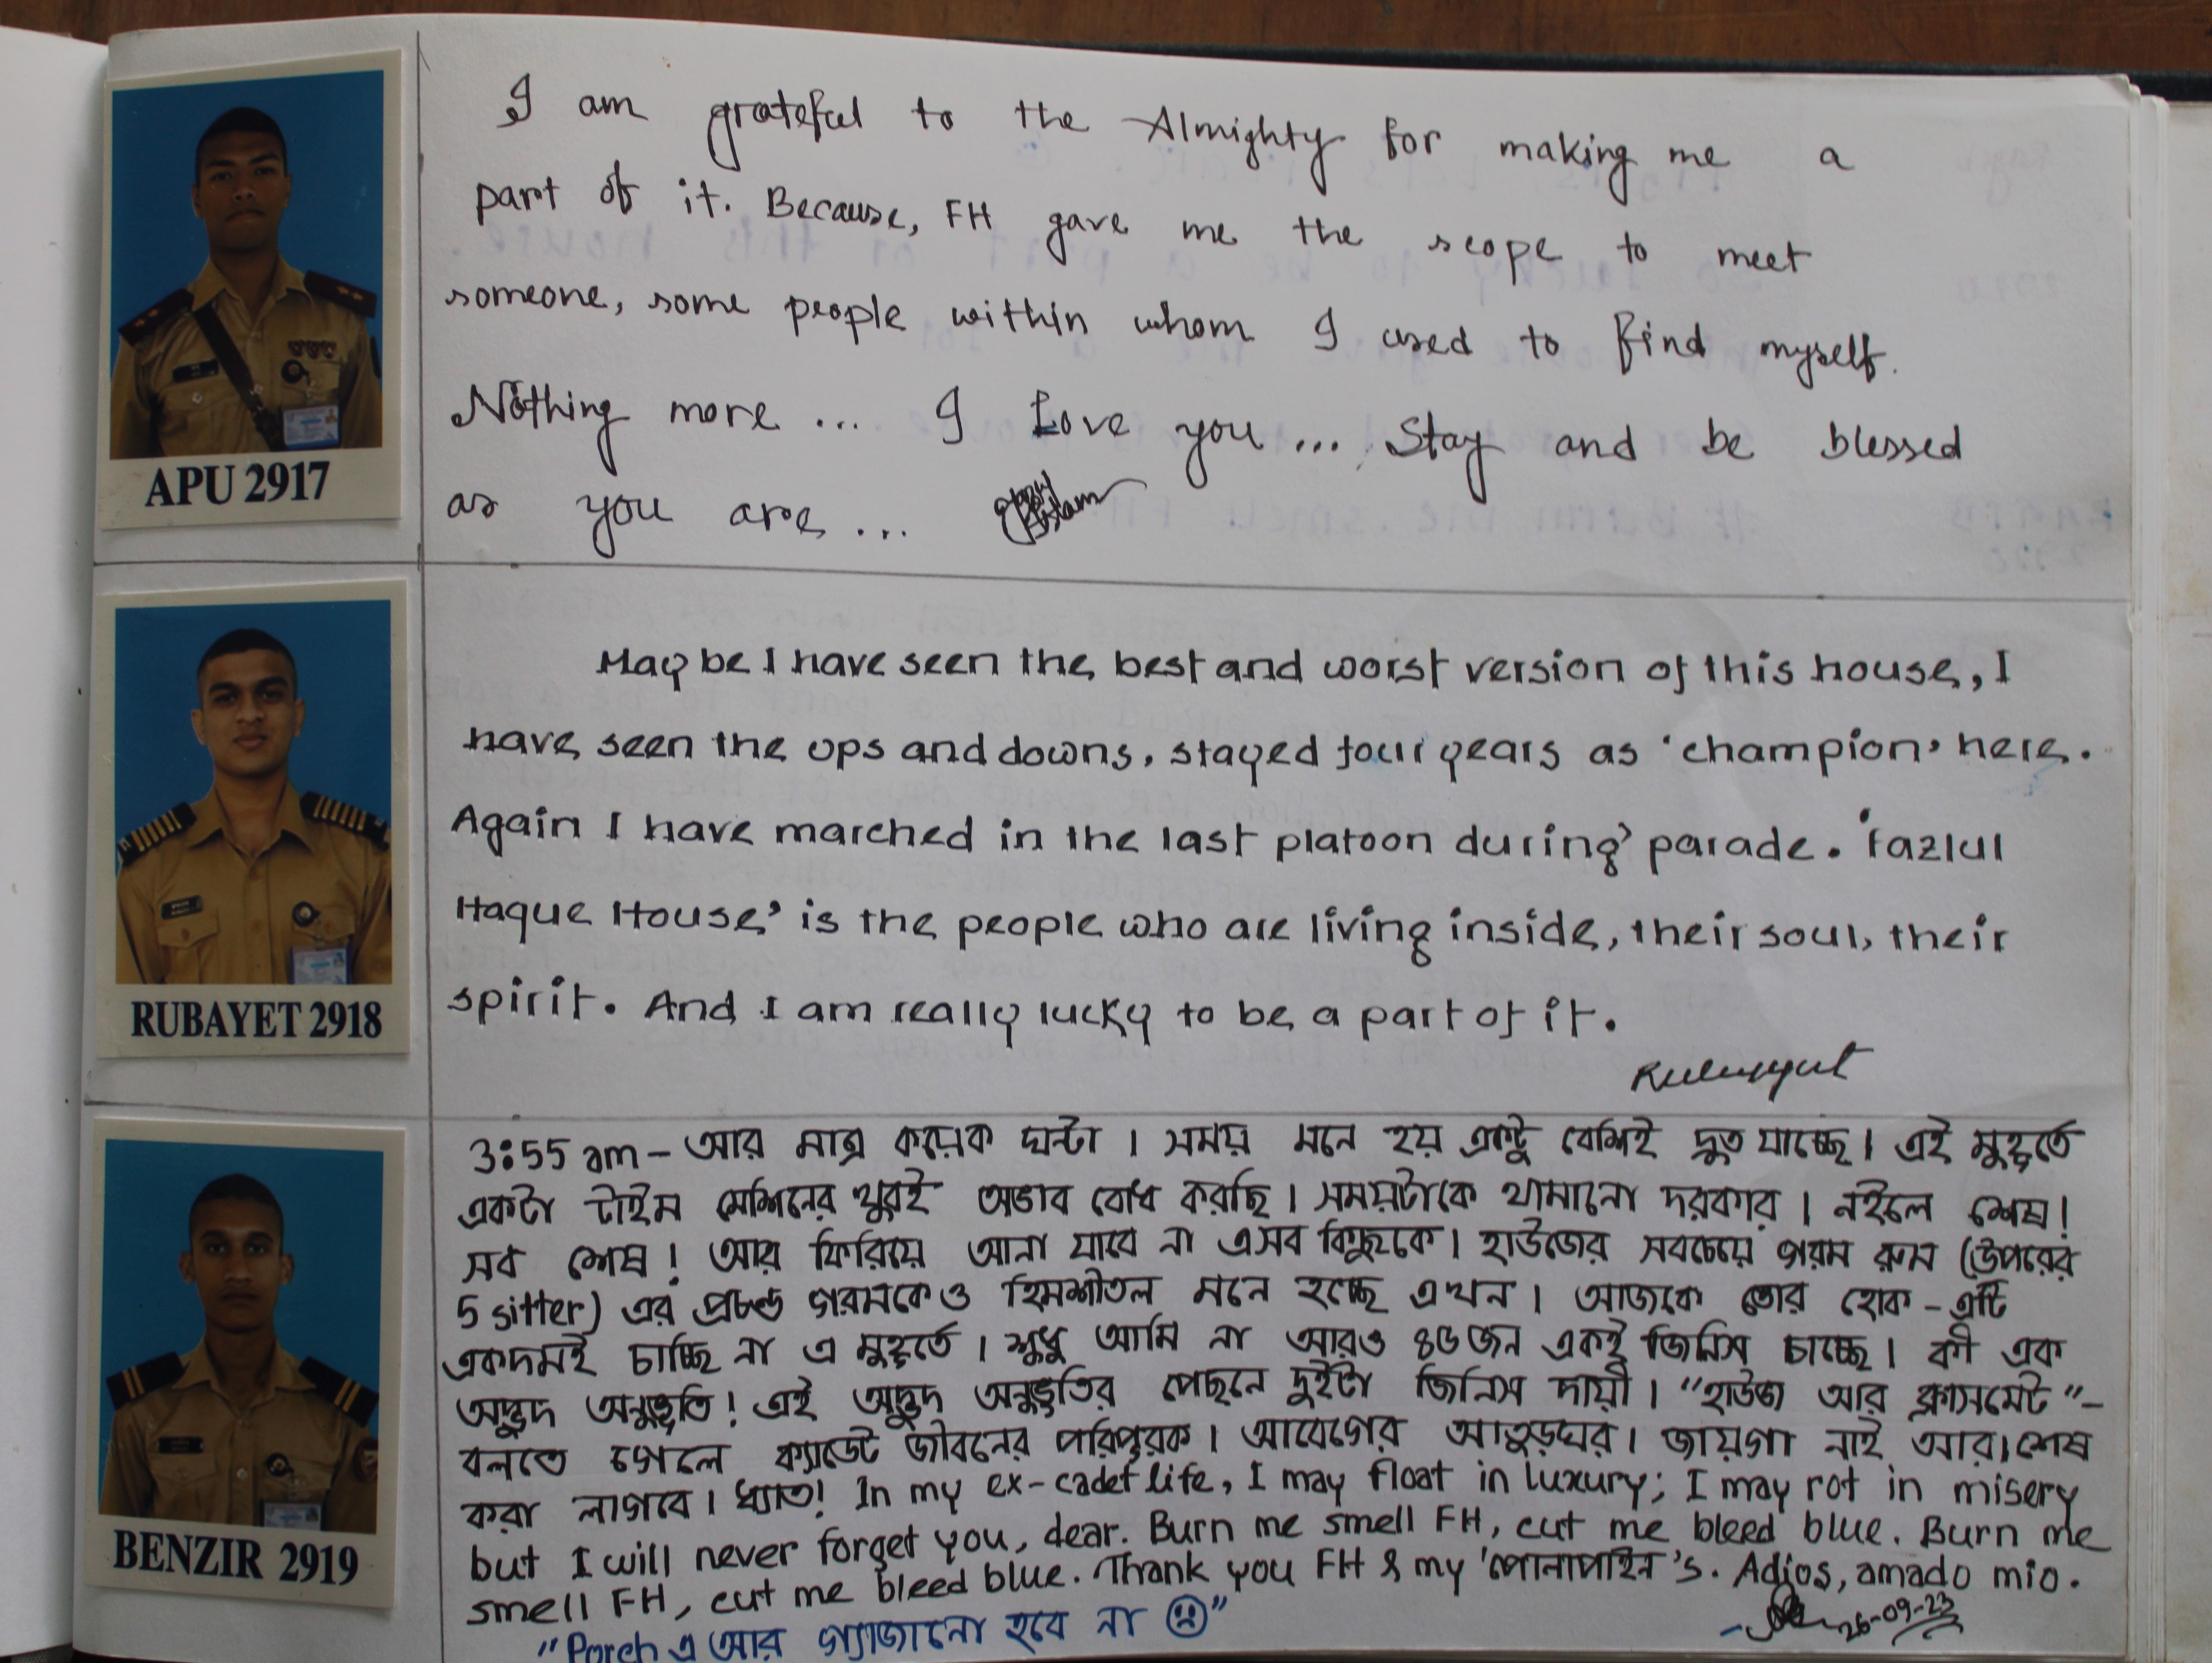 I am grateful to the Almighty for making me a
part of it. Because, FH gave me the scope to meet
someone, some people within whom I used to find myself.
Nothing more ... I Love you ... Stay and be blessed
as you are ...
APU 2917
May be I have seen the best and worst version of this house, I
have seen the ups and downs, stayed four years as 'champion' here.
Again I have marched in the last platoon during parade. 'Fazlul
Haque House' is the people who are living inside, their soul, their
spirit. And I am really lucky to be a part of it.
Rubayet
RUBAYET 2918
3:55 am – আর মাত্র কয়েক ঘন্টা। সময় মনে হয় একটু বেশিই দ্রুত যাচ্ছে। এই মুহূর্তে
একটা টাইম মেশিনের খুবই অভাব বোধ করছি। সময়টাকে থামানো দরকার। নইলে শেষ!
সব শেষ! আর ফিরিয়ে আনা যাবে না এসব কিছুকে। হাউজের সবচেয়ে গরম রুম (উপরের
5 sitter) এর প্রচন্ড গরমকেও হিমশীতল মনে হচ্ছে এখন। আজকে ভোর হোক – এটি
একদমই চাচ্ছি না এ মুহূর্তে। শুধু আমি না আরও ৪৬ জন একই জিনিস চাচ্ছে। কী এক
অদ্ভুদ অনুভূতি! এই অদ্ভুদ অনুভূতির পেছনে দুইটা জিনিস দায়ী। "হাউজ আর ক্লাসমেট" –
বলতে গেলে ক্যাডেট জীবনের পরিপূরক। আবেগের আতুড়ঘর। জায়গা নাই আর। শেষ
করা লাগবে। ধ্যাত! In my ex-cadet life, I may float in luxury; I may rot in misery
but I will never forget you, dear. Burn me smell FH, cut me bleed blue. Burn me
smell FH, cut me bleed blue. Thank you FH & my 'পোনাপাইন's. Adios, amado mio.
26-09-23
"Porch এ আর গ্যাজানো হবে না ☹"
BENZIR 2919